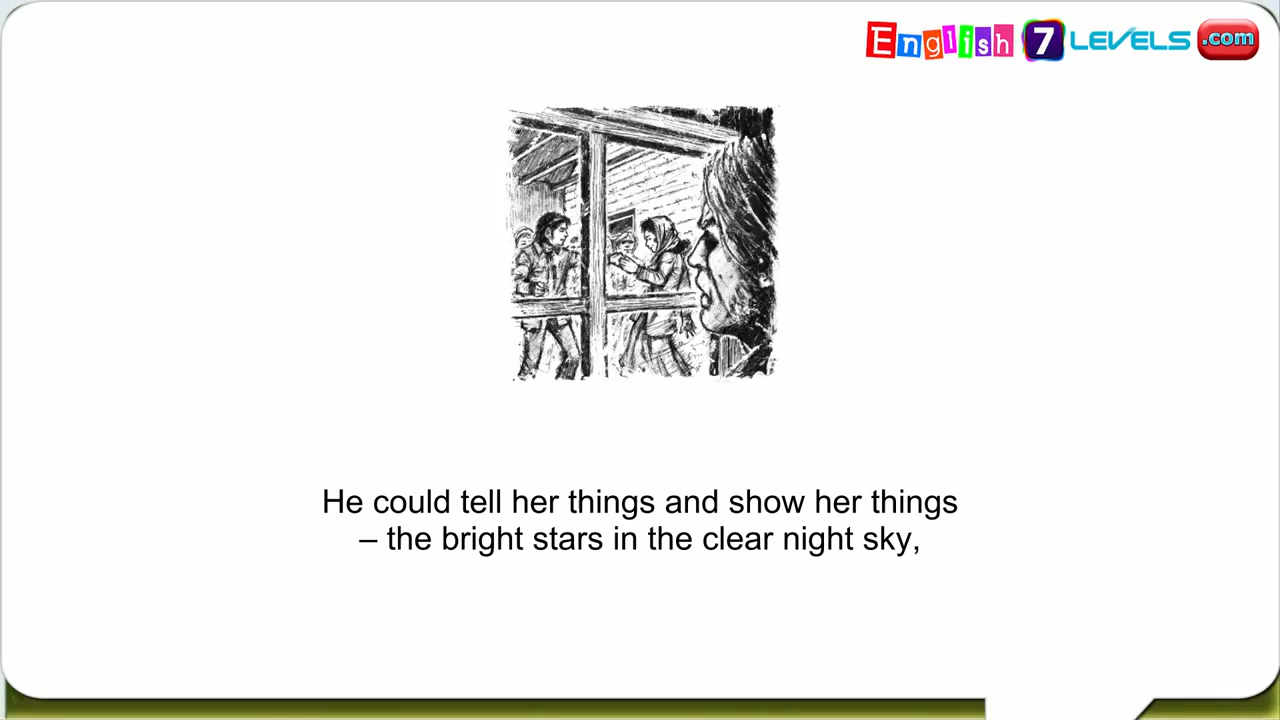 English 7 LEVELS .com
He could tell her things and show her things
– the bright stars in the clear night sky,